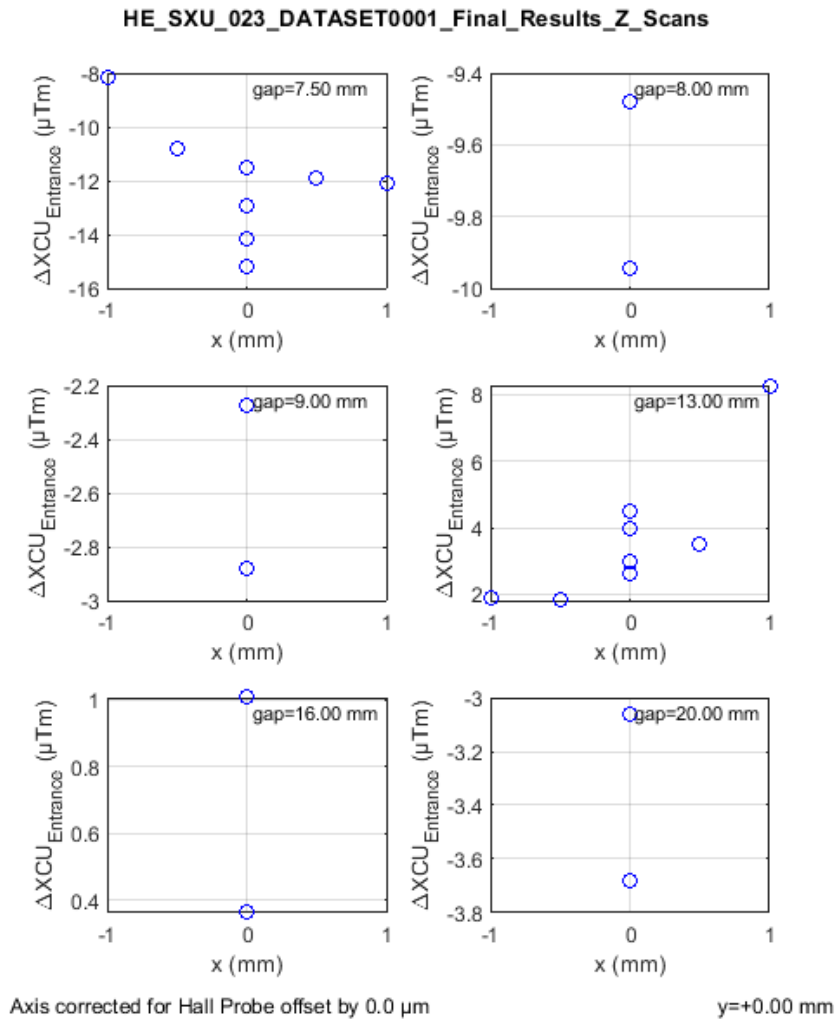 HE_SXU_023_DATASET0001_Final_Results_Z_Scans
gap=7.50 mm
ΔXCU_Entrance (μTm)
-8
-10
-12
-14
-16
-1 0 1
x (mm)
gap=8.00 mm
ΔXCU_Entrance (μTm)
-9.4
-9.6
-9.8
-10
-1 0 1
x (mm)
gap=9.00 mm
ΔXCU_Entrance (μTm)
-2.2
-2.4
-2.6
-2.8
-3
-1 0 1
x (mm)
gap=13.00 mm
ΔXCU_Entrance (μTm)
8
6
4
2
-1 0 1
x (mm)
gap=16.00 mm
ΔXCU_Entrance (μTm)
1
0.8
0.6
0.4
-1 0 1
x (mm)
gap=20.00 mm
ΔXCU_Entrance (μTm)
-3
-3.2
-3.4
-3.6
-3.8
-1 0 1
x (mm)
Axis corrected for Hall Probe offset by 0.0 μm
y=+0.00 mm